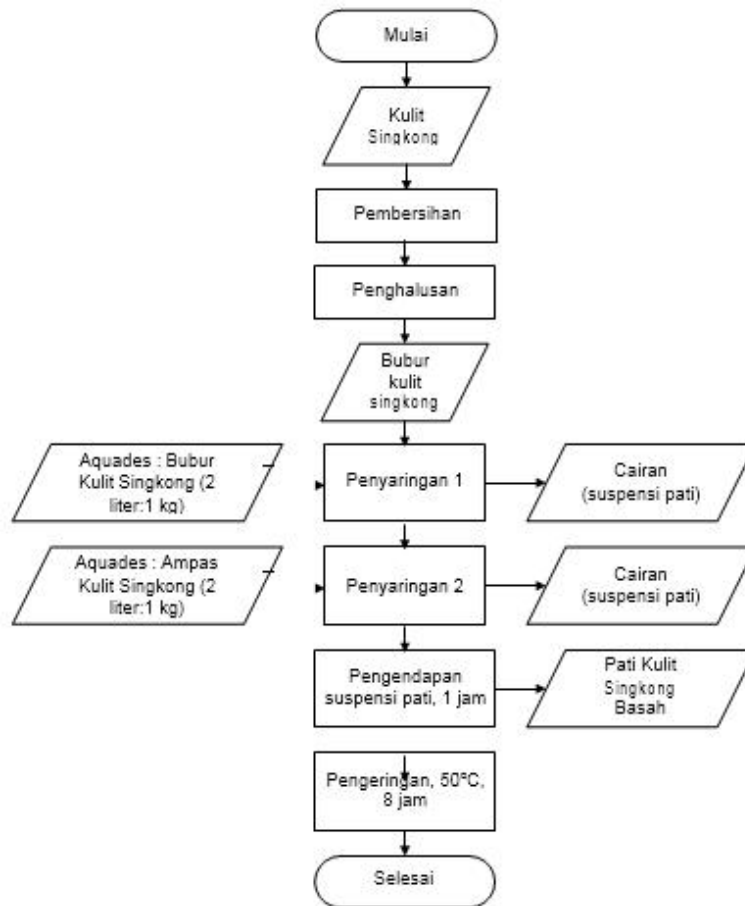 Mulai
Kulit
Singkong
Pembersihan
Penghalusan
Bubur
kulit
singkong
Aquades : Bubur
Kulit Singkong (2
liter:1 kg)
Penyaringan 1
Cairan
(suspensi pati)
Aquades : Ampas
Kulit Singkong (2
liter:1 kg)
Penyaringan 2
Cairan
(suspensi pati)
Pengendapan
suspensi pati, 1 jam
Pati Kulit
Singkong
Basah
Pengeringan, 50°C,
8 jam
Selesai